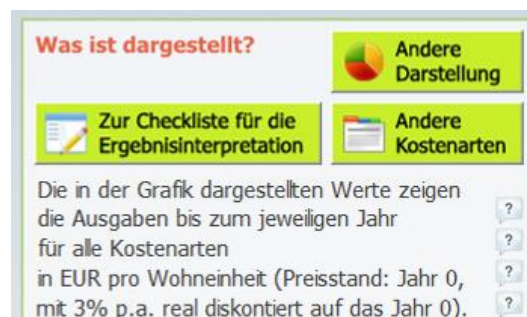 Was ist dargestellt?
Andere
Darstellung
Zur Checkliste für die
Ergebnisinterpretation
Andere
Kostenarten
Die in der Grafik dargestellten Werte zeigen
die Ausgaben bis zum jeweiligen Jahr
für alle Kostenarten
in EUR pro Wohneinheit (Preisstand: Jahr 0,
mit 3% p.a. real diskontiert auf das Jahr 0).
?
?
?
?